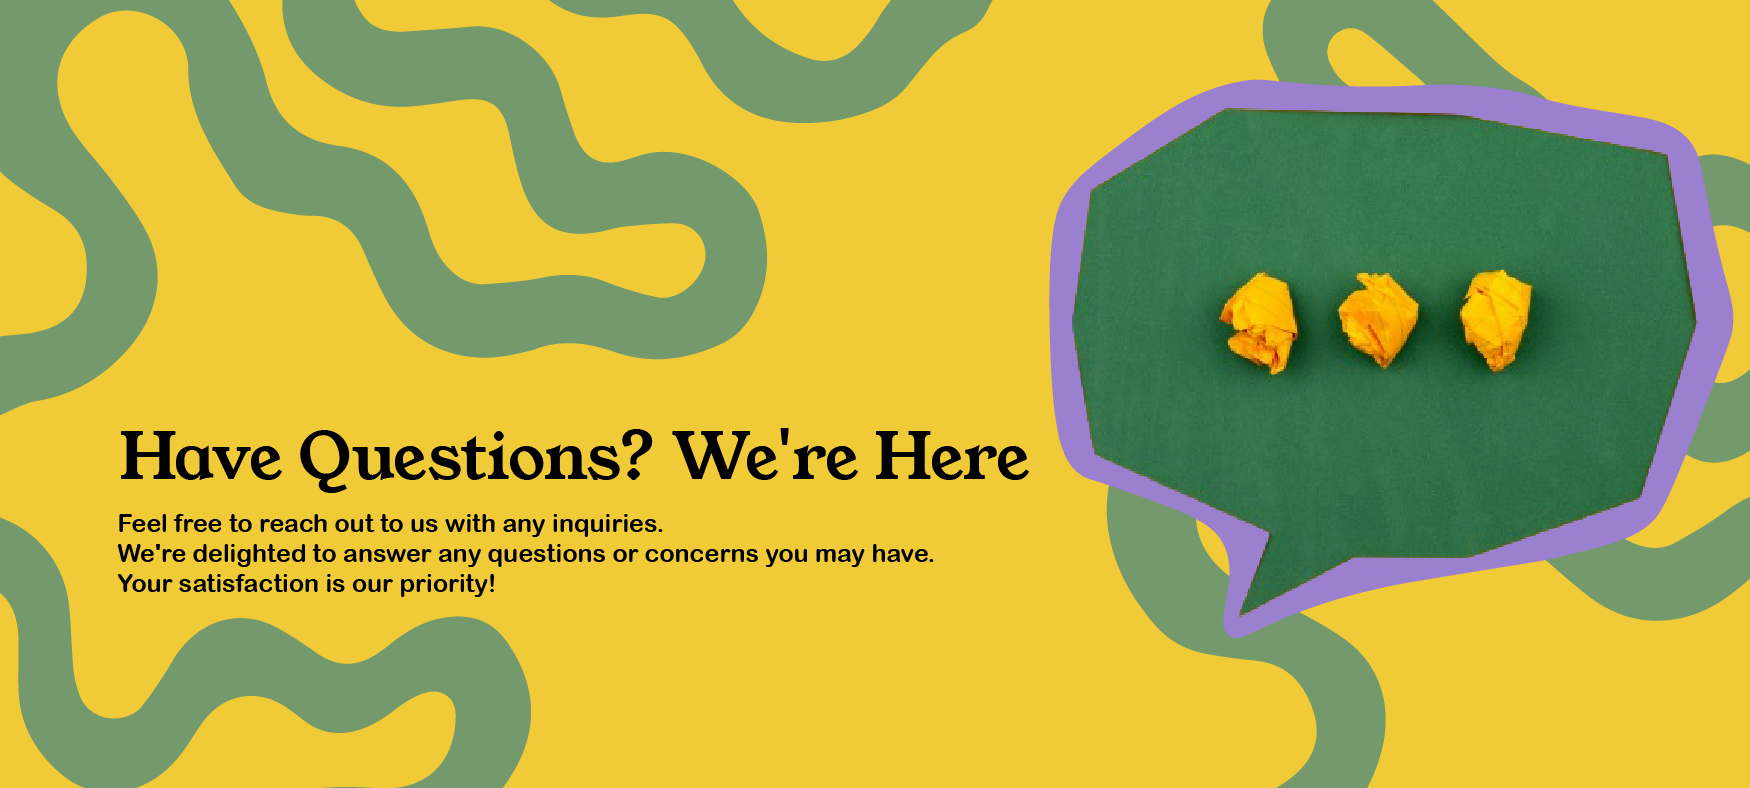 Have Questions? We're Here
Feel free to reach out to us with any inquiries.
We're delighted to answer any questions or concerns you may have.
Your satisfaction is our priority!